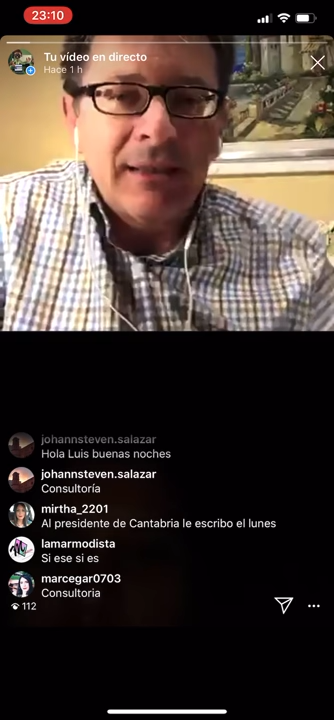 23:10
Tu vídeo en directo
Hace 1 h
johannsteven.salazar
Hola Luis buenas noches
johannsteven.salazar
Consultoría
mirtha_2201
Al presidente de Cantabria le escribo el lunes
lamarmodista
Si ese si es
marcegar0703
Consultoria
112